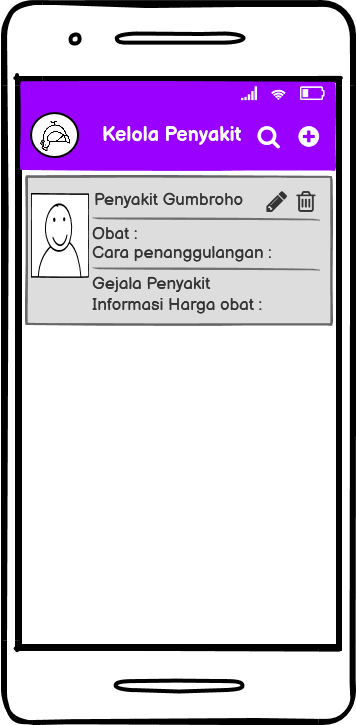 Kelola Penyakit
Penyakit Gumbroho
Obat :
Cara penanggulangan :
Gejala Penyakit
Informasi Harga obat :